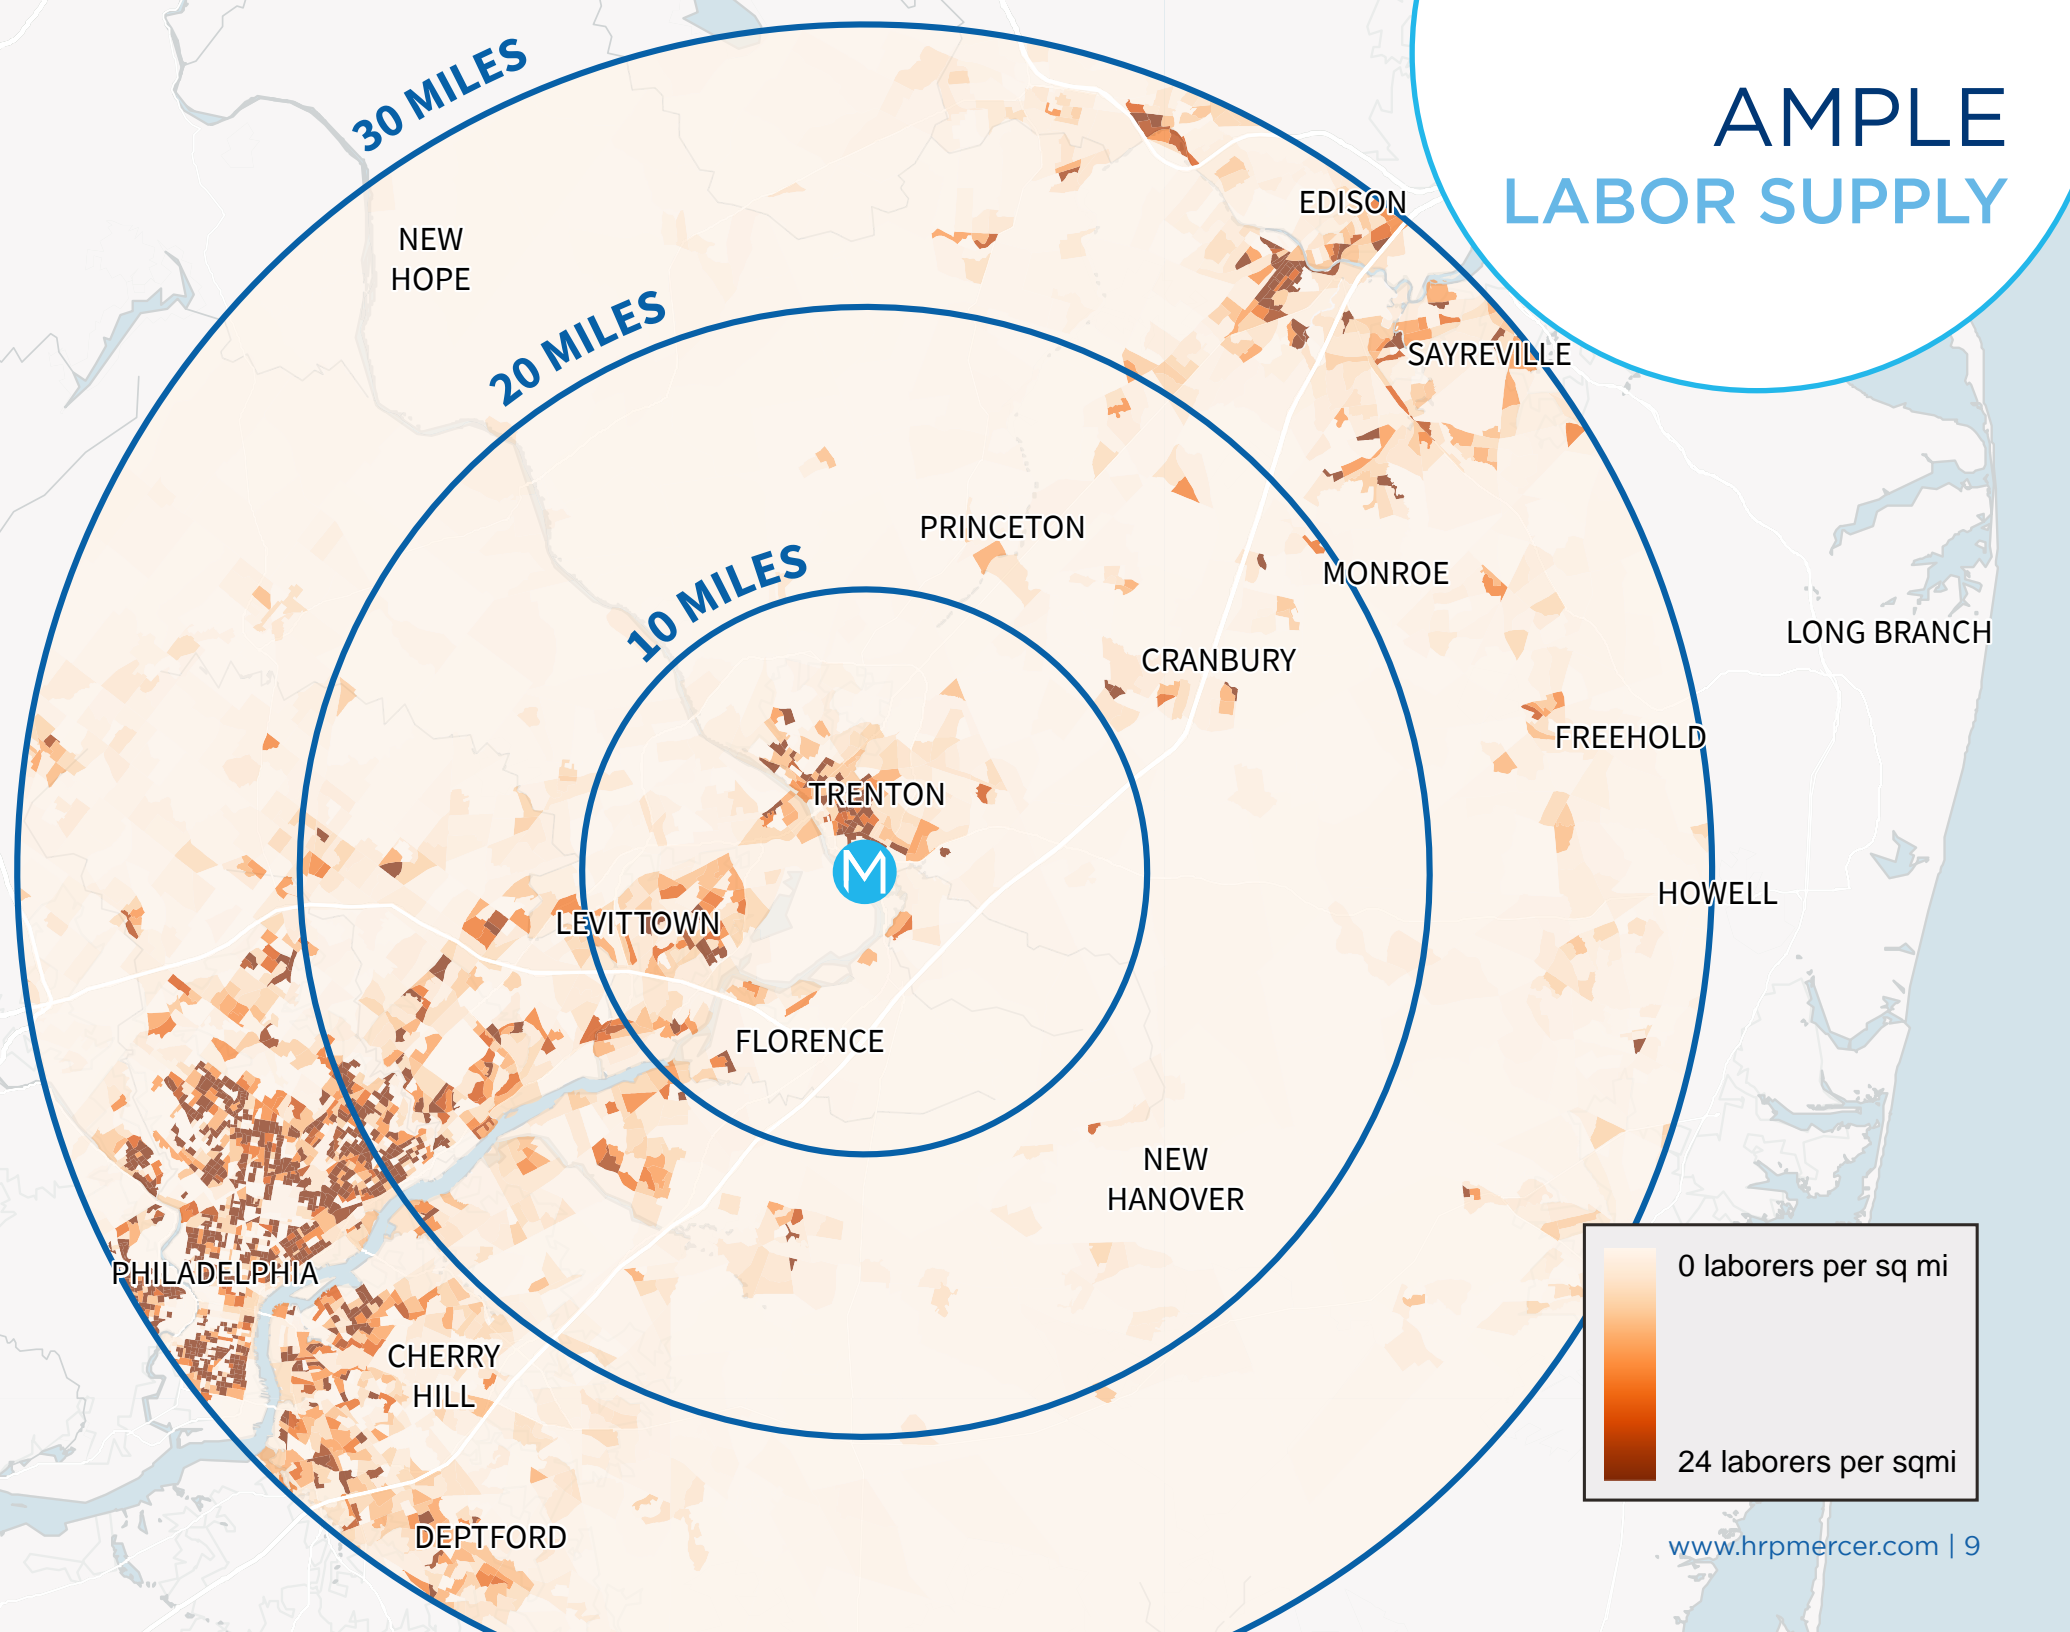 AMPLE
LABOR SUPPLY
30 MILES
EDISON
NEW
HOPE
20 MILES
SAYREVILLE
PRINCETON
10 MILES
MONROE
LONG BRANCH
CRANBURY
FREEHOLD
TRENTON
M
HOWELL
LEVITTOWN
FLORENCE
NEW
HANOVER
PHILADELPHIA
0 laborers per sq mi
CHERRY
HILL
24 laborers per sqmi
DEPTFORD
www.hrpmercer.com | 9